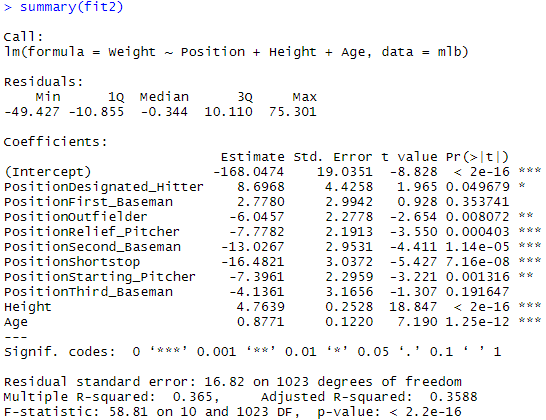 > summary(fit2)
Call:
lm(formula = Weight ~ Position + Height + Age, data = mlb)
Residuals:
    Min      1Q  Median      3Q     Max
-49.427 -10.855  -0.344  10.110  75.301
Coefficients:
                           Estimate Std. Error t value Pr(>|t|)
(Intercept)               -168.0474    19.0351  -8.828  < 2e-16 ***
PositionDesignated_Hitter    8.6968     4.4258   1.965 0.049679 *
PositionFirst_Baseman        2.7780     2.9942   0.928 0.353741
PositionOutfielder          -6.0457     2.2778  -2.654 0.008072 **
PositionRelief_Pitcher      -7.7782     2.1913  -3.550 0.000403 ***
PositionSecond_Baseman     -13.0267     2.9531  -4.411 1.14e-05 ***
PositionShortstop          -16.4821     3.0372  -5.427 7.16e-08 ***
PositionStarting_Pitcher    -7.3961     2.2959  -3.221 0.001316 **
PositionThird_Baseman       -4.1361     3.1656  -1.307 0.191647
Height                       4.7639     0.2528  18.847  < 2e-16 ***
Age                          0.8771     0.1220   7.190 1.25e-12 ***
---
Signif. codes:  0 ‘***’ 0.001 ‘**’ 0.01 ‘*’ 0.05 ‘.’ 0.1 ‘ ’ 1
Residual standard error: 16.82 on 1023 degrees of freedom
Multiple R-squared:  0.365,	Adjusted R-squared:  0.3588
F-statistic: 58.81 on 10 and 1023 DF,  p-value: < 2.2e-16